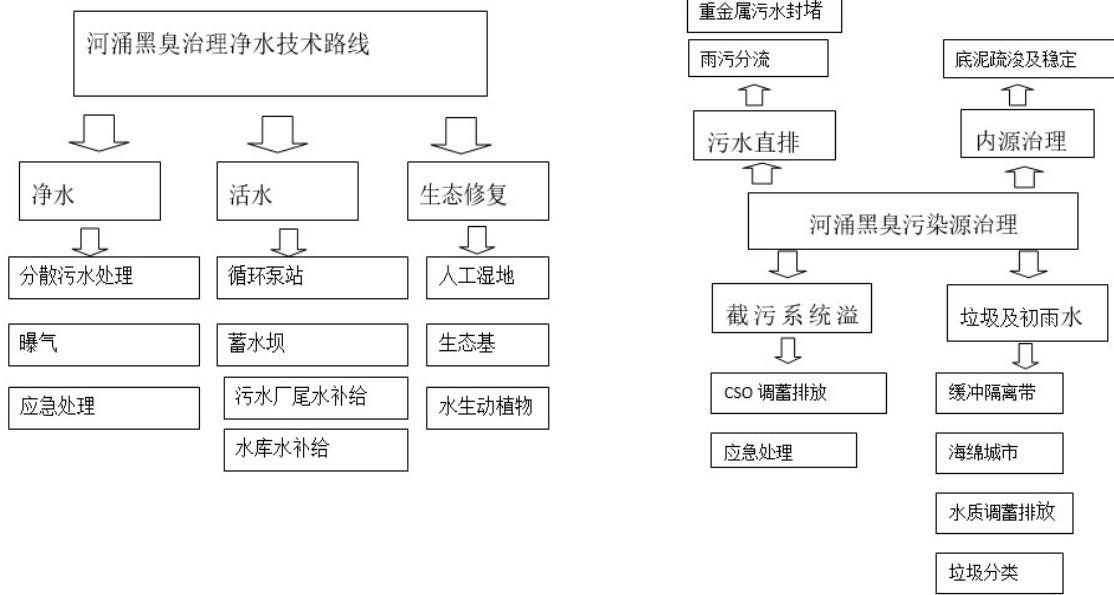 河涌黑臭治理净水技术路线
净水
活水
生态修复
分散污水处理
循环泵站
人工湿地
曝气
蓄水坝
生态基
应急处理
污水厂尾水补给
水生动植物
水库水补给
重金属污水封堵
雨污分流
底泥疏浚及稳定
污水直排
内源治理
河涌黑臭污染源治理
截污系统溢
垃圾及初雨水
CSO 调蓄排放
缓冲隔离带
应急处理
海绵城市
水质调蓄排放
垃圾分类